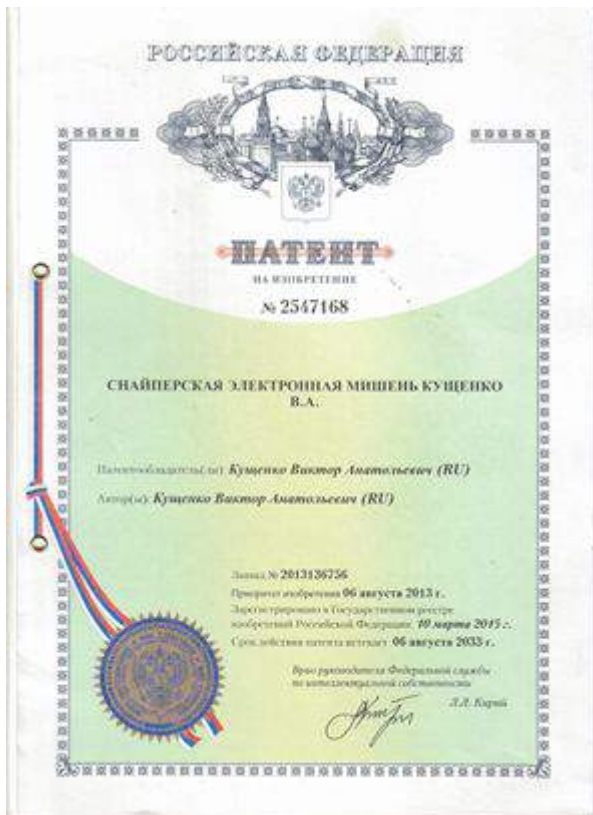 РОССИЙСКАЯ ФЕДЕРАЦИЯ
ПАТЕНТ
НА ИЗОБРЕТЕНИЕ
№ 2547168
СНАЙПЕРСКАЯ ЭЛЕКТРОННАЯ МИШЕНЬ КУЩЕНКО
В.А.
Патентообладатель(ли): Кущенко Виктор Анатольевич (RU)
Автор(ы): Кущенко Виктор Анатольевич (RU)
Заявка № 2013136756
Приоритет изобретения 06 августа 2013 г.
Зарегистрировано в Государственном реестре
изобретений Российской Федерации 10 марта 2015 г.
Срок действия патента истекает 06 августа 2033 г.
Врио руководителя Федеральной службы
по интеллектуальной собственности
Л.Л. Кирий